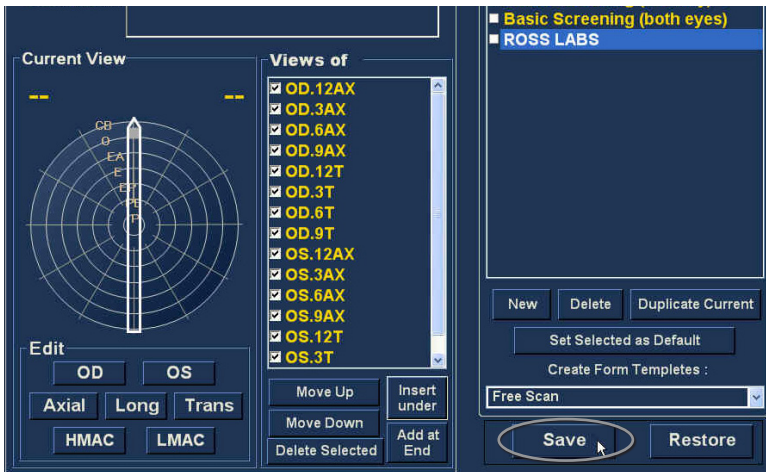 Basic Screening (both eyes)
ROSS LABS
Current View
-- --
CB
O
EA
E
EP
PE
P
Edit
OD OS
Axial Long Trans
HMAC LMAC
Views of
OD.12AX
OD.3AX
OD.6AX
OD.9AX
OD.12T
OD.3T
OD.6T
OD.9T
OS.12AX
OS.3AX
OS.6AX
OS.9AX
OS.12T
OS.3T
Move Up
Move Down
Delete Selected
Insert
under
Add at
End
New Delete Duplicate Current
Set Selected as Default
Create Form Templetes :
Free Scan
Save Restore